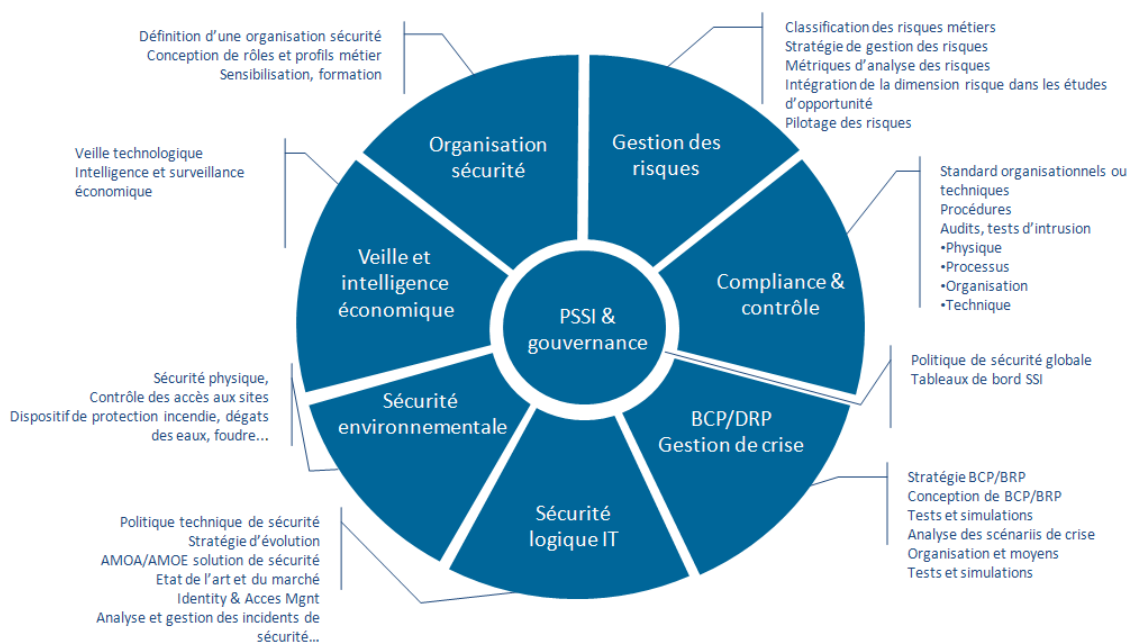 Définition d’une organisation sécurité
Conception de rôles et profils métier
Sensibilisation, formation
Classification des risques métiers
Stratégie de gestion des risques
Métriques d’analyse des risques
Intégration de la dimension risque dans les études
d’opportunité
Pilotage des risques
Organisation
sécurité
Gestion des
risques
Veille technologique
Intelligence et surveillance
économique
Standard organisationnels ou
techniques
Procédures
Audits, tests d’intrusion
•Physique
•Processus
•Organisation
•Technique
Veille et
intelligence
économique
Compliance &
contrôle
PSSI &
gouvernance
Politique de sécurité globale
Tableaux de bord SSI
Sécurité physique,
Contrôle des accès aux sites
Dispositif de protection incendie, dégats
des eaux, foudre…
Sécurité
environnementale
BCP/DRP
Gestion de crise
Stratégie BCP/BRP
Conception de BCP/BRP
Tests et simulations
Analyse des scénariis de crise
Organisation et moyens
Tests et simulations
Sécurité
logique IT
Politique technique de sécurité
Stratégie d’évolution
AMOA/AMOE solution de sécurité
Etat de l’art et du marché
Identity & Acces Mgnt
Analyse et gestion des incidents de
sécurité…